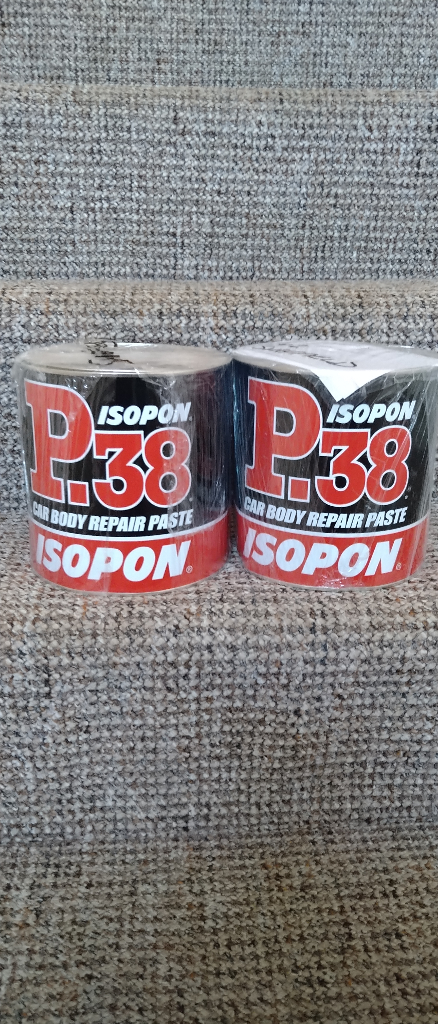 ISOPON
P.38
CAR BODY REPAIR PASTE
ISOPON®
ISOPON
P.38
CAR BODY REPAIR PASTE
ISOPON®